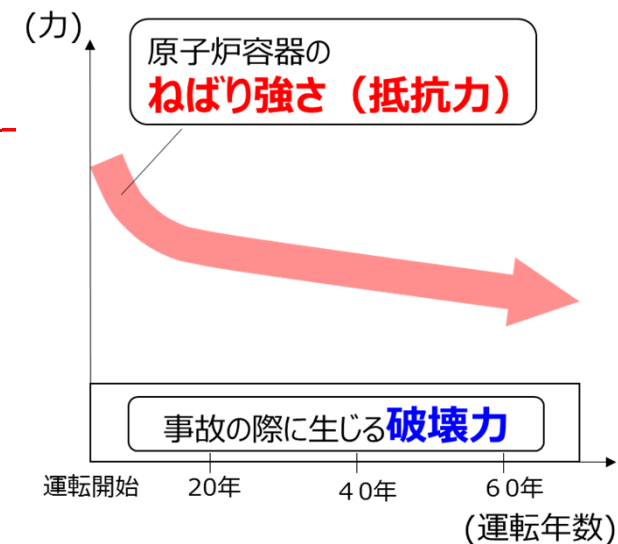 (力)
原子炉容器の
ねばり強さ（抵抗力）
事故の際に生じる破壊力
運転開始 20年 ４０年 ６０年
(運転年数)